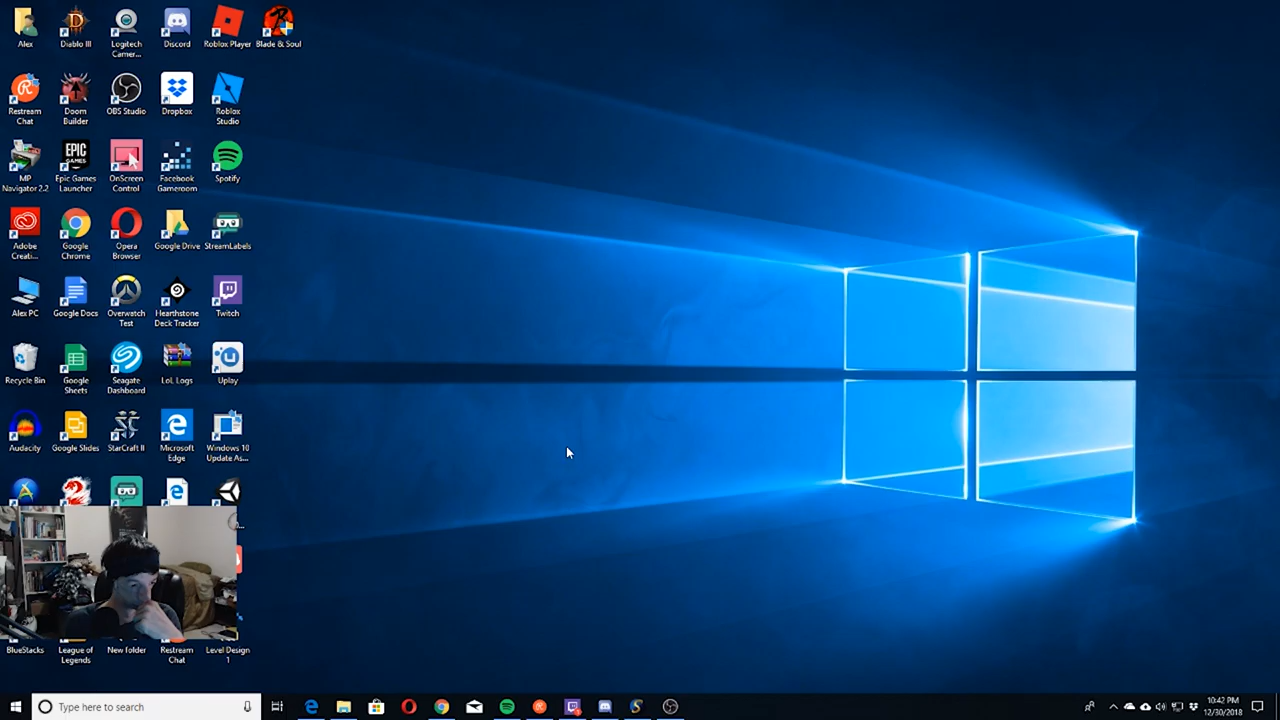 Alex
Diablo III
Logitech
Camer...
Discord
Roblox Player
Blade & Soul
Restream
Chat
Doom
Builder
OBS Studio
Dropbox
Roblox
Studio
MP
Navigator 2.2
EPIC
GAMES
Epic Games
Launcher
OnScreen
Control
Facebook
Gameroom
Spotify
Adobe
Creati...
Google
Chrome
Opera
Browser
Google Drive
StreamLabels
Alex PC
Google Docs
Overwatch
Test
Hearthstone
Deck Tracker
Twitch
Recycle Bin
Google
Sheets
Seagate
Dashboard
LoL Logs
Uplay
Audacity
Google Slides
StarCraft II
Microsoft
Edge
Windows 10
Update As...
BlueStacks
League of
Legends
New folder
Restream
Chat
Level Design
1
Type here to search
10:42 PM
12/30/2018